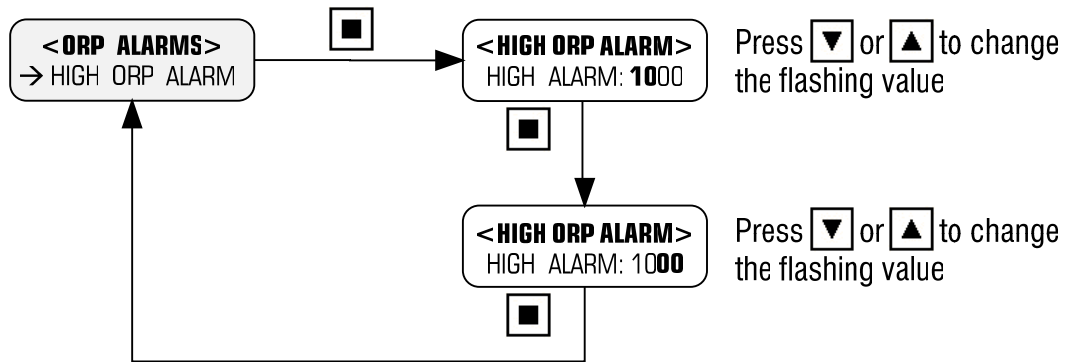 <ORP ALARMS>
→ HIGH ORP ALARM
<HIGH ORP ALARM>
HIGH ALARM: 1000
Press ▼ or ▲ to change
the flashing value
<HIGH ORP ALARM>
HIGH ALARM: 1000
Press ▼ or ▲ to change
the flashing value